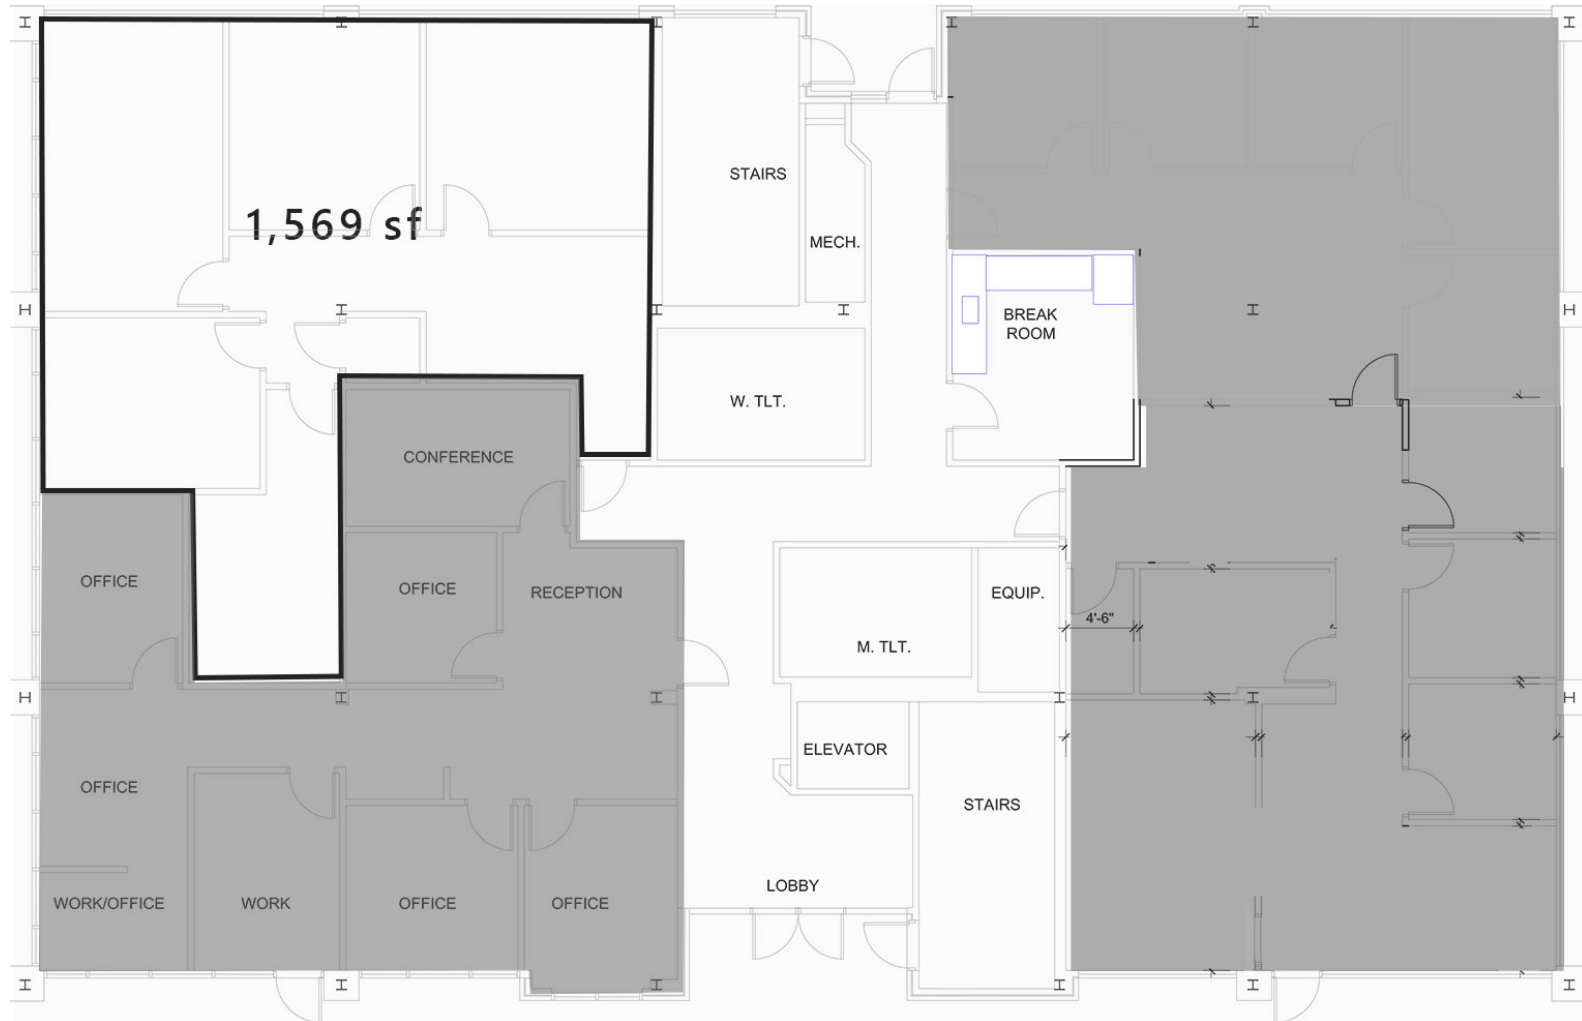 STAIRS
1,569 sf
MECH.
BREAK
ROOM
W. TLT.
CONFERENCE
OFFICE
OFFICE
RECEPTION
EQUIP.
4'-6"
M. TLT.
ELEVATOR
OFFICE
STAIRS
LOBBY
WORK/OFFICE
WORK
OFFICE
OFFICE